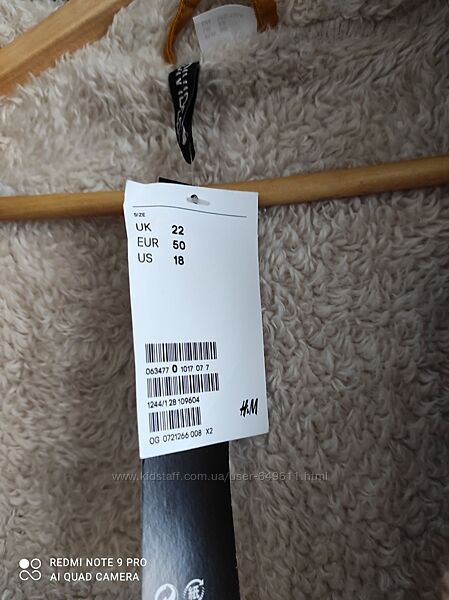 SIZE
UK 22
EUR 50
US 18
063477 0 1017 07 7
1244/1 28 109604
H&M
OG 0721266 008 X2
www.kidstaff.com.ua/user-649611.html
REDMI NOTE 9 PRO
AI QUAD CAMERA